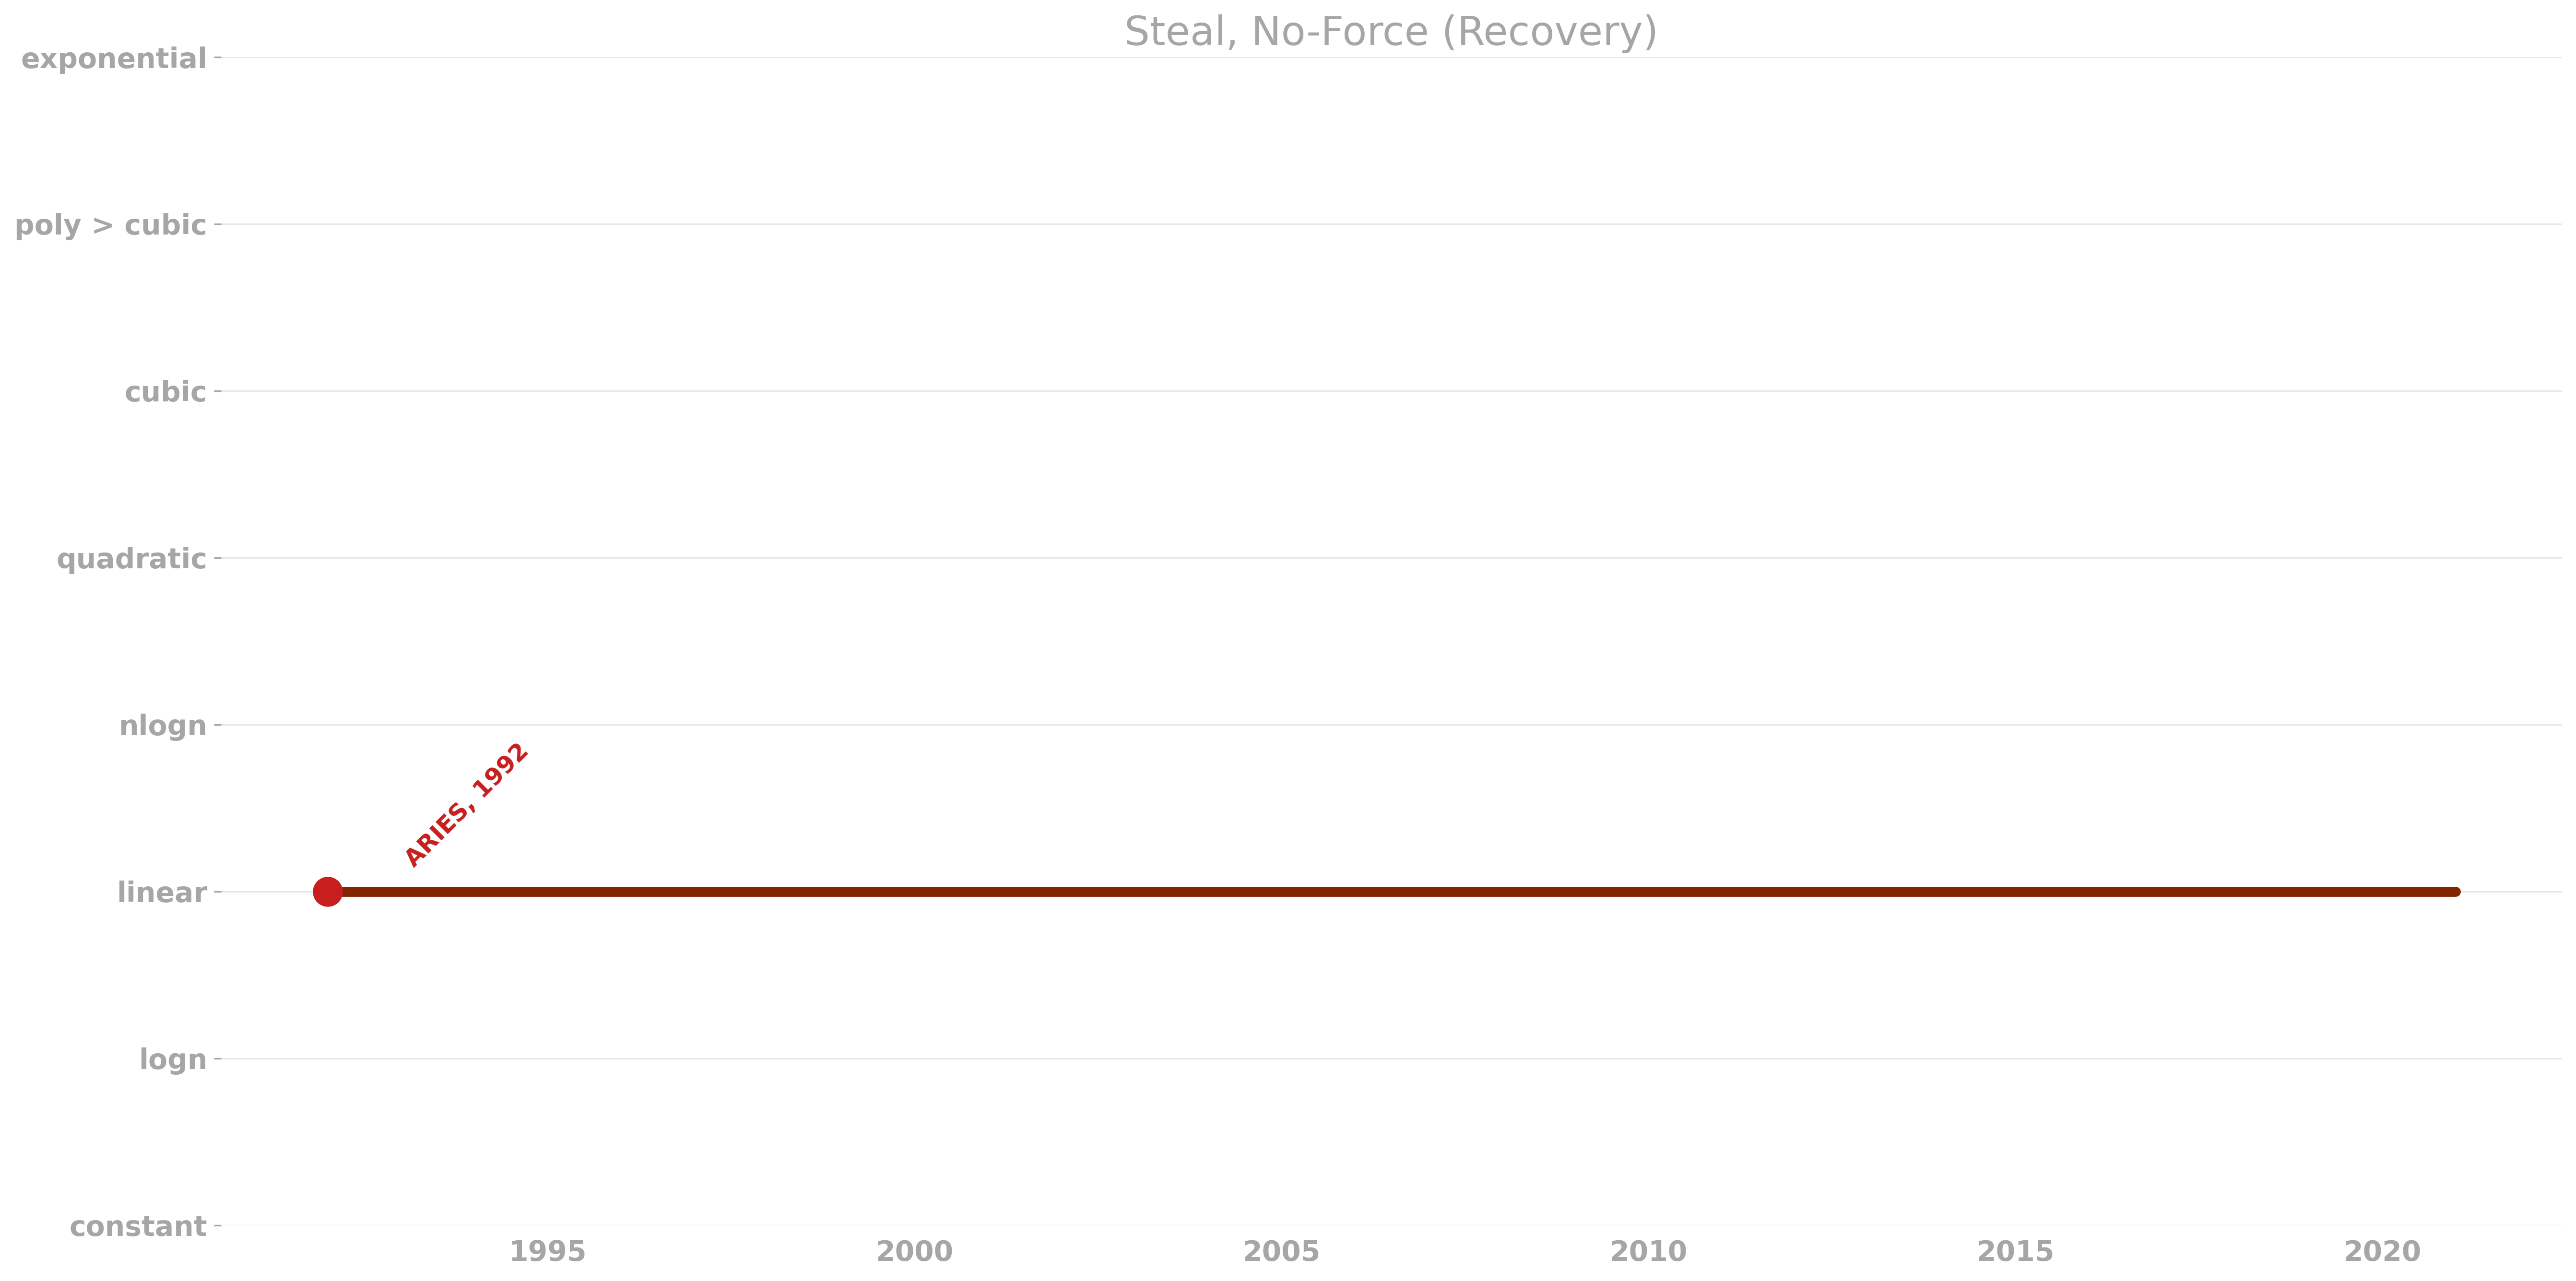 Steal, No-Force (Recovery)
exponential
poly > cubic
cubic
quadratic
nlogn
ARIES, 1992
linear
logn
constant
1995 2000 2005 2010 2015 2020